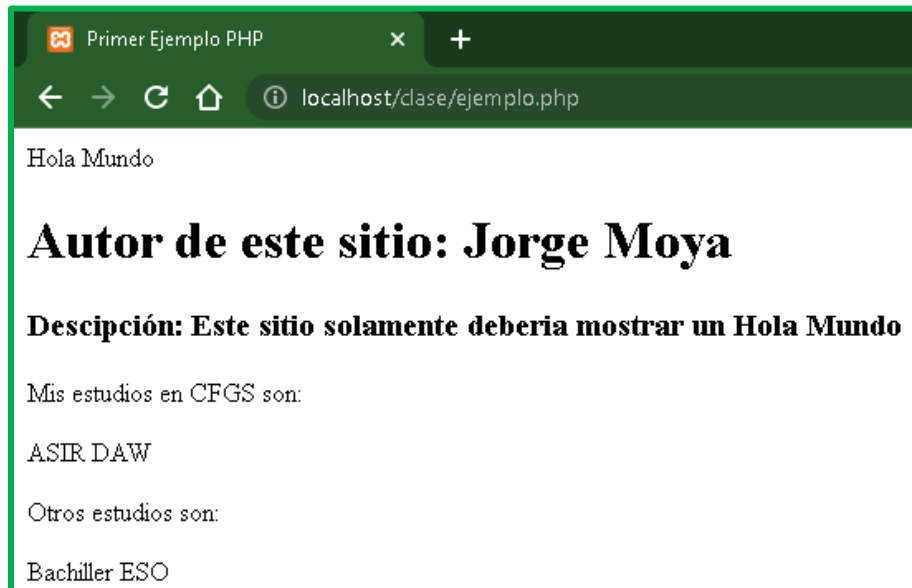 Primer Ejemplo PHP
localhost/clase/ejemplo.php
Hola Mundo
Autor de este sitio: Jorge Moya
Descipción: Este sitio solamente deberia mostrar un Hola Mundo
Mis estudios en CFGS son:
ASIR DAW
Otros estudios son:
Bachiller ESO